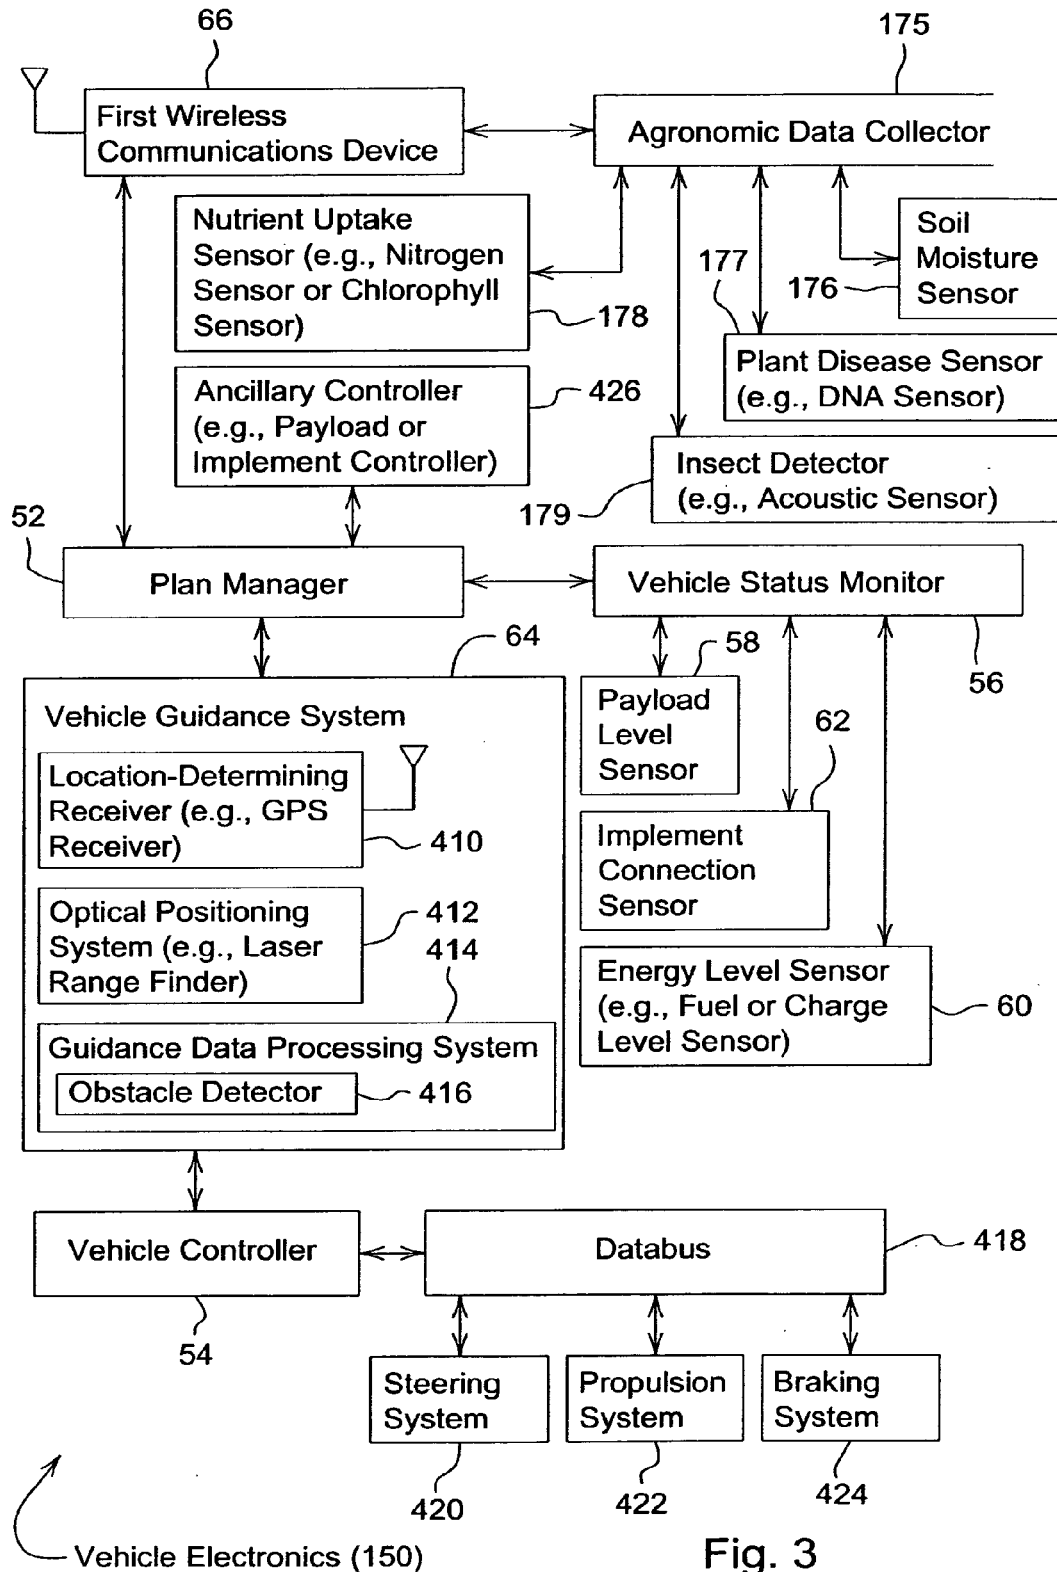 66
175
First Wireless
Communications Device
Agronomic Data Collector
Nutrient Uptake
Sensor (e.g., Nitrogen
Sensor or Chlorophyll
Sensor)
178
Soil
Moisture
Sensor
176
177
Plant Disease Sensor
(e.g., DNA Sensor)
Ancillary Controller
(e.g., Payload or
Implement Controller)
426
Insect Detector
(e.g., Acoustic Sensor)
179
52
Plan Manager
Vehicle Status Monitor
56
64
58
Vehicle Guidance System
Payload
Level
Sensor
62
Location-Determining
Receiver (e.g., GPS
Receiver)
410
Implement
Connection
Sensor
Optical Positioning
System (e.g., Laser
Range Finder)
412
414
Energy Level Sensor
(e.g., Fuel or Charge
Level Sensor)
60
Guidance Data Processing System
Obstacle Detector
416
Vehicle Controller
54
Databus
418
Steering
System
Propulsion
System
Braking
System
420
422
424
Vehicle Electronics (150)
Fig. 3